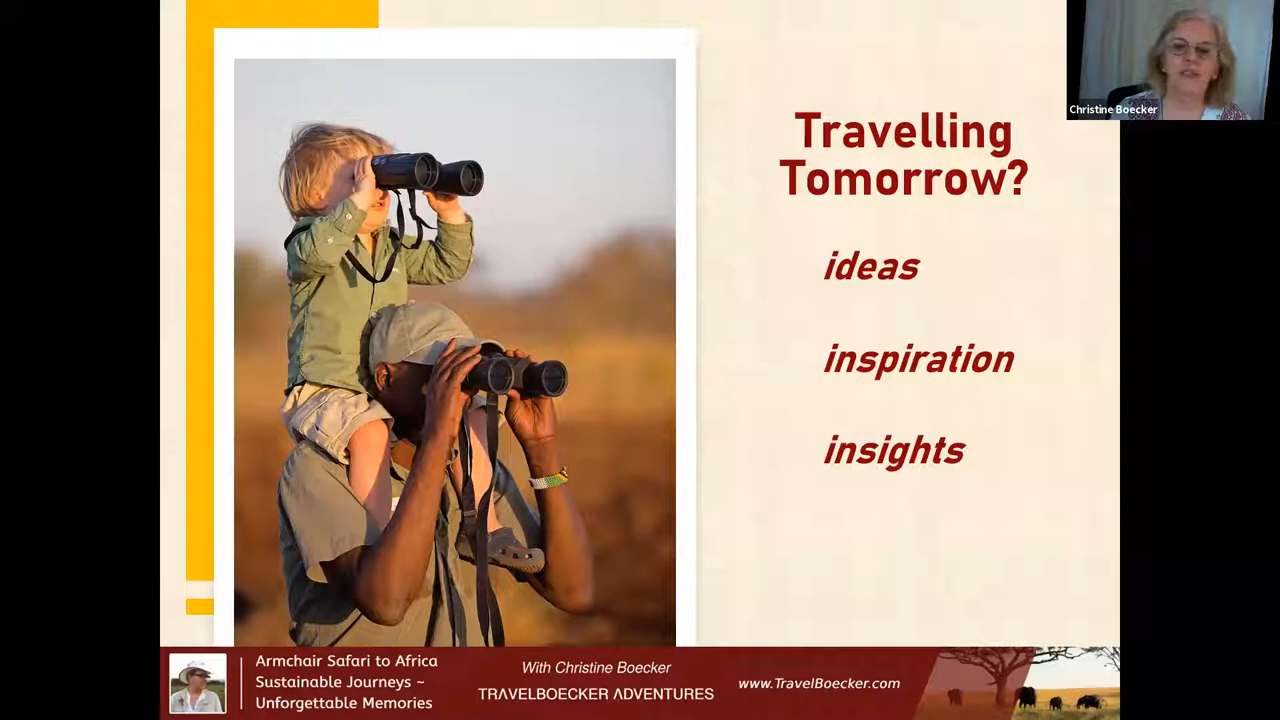 Christine Boecker
Travelling
Tomorrow?
ideas
inspiration
insights
Armchair Safari to Africa
Sustainable Journeys ~
Unforgettable Memories
With Christine Boecker
TRAVELBOECKER ADVENTURES
www.TravelBoecker.com